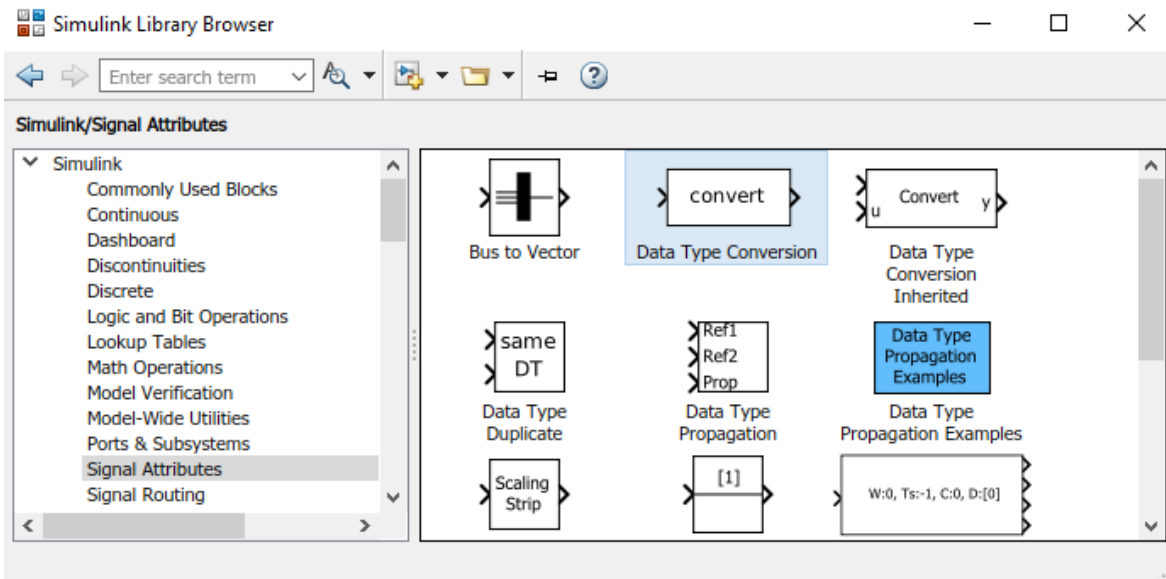 Simulink Library Browser
Enter search term
Simulink/Signal Attributes
Simulink
Commonly Used Blocks
Continuous
Dashboard
Discontinuities
Discrete
Logic and Bit Operations
Lookup Tables
Math Operations
Model Verification
Model-Wide Utilities
Ports & Subsystems
Signal Attributes
Signal Routing
Bus to Vector
convert
Data Type Conversion
Convert
u
y
Data Type
Conversion
Inherited
same
DT
Data Type
Duplicate
Ref1
Ref2
Prop
Data Type
Propagation
Data Type
Propagation
Examples
Data Type
Propagation Examples
Scaling
Strip
[1]
W:0, Ts:-1, C:0, D:[0]